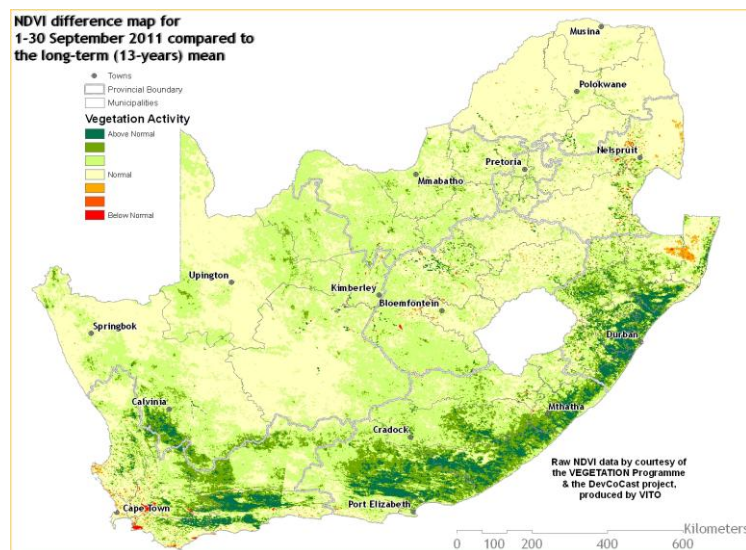 NDVI difference map for
1-30 September 2011 compared to
the long-term (13-years) mean
Towns
Provincial Boundary
Municipalities
Vegetation Activity
Above Normal
Normal
Below Normal
Musina
Polokwane
Nelspruit
Pretoria
Mmabatho
Upington
Kimberley
Bloemfontein
Springbok
Durban
Calvinia
Mthatha
Cradock
Cape Town
Port Elizabeth
Raw NDVI data by courtesy of
the VEGETATION Programme
& the DevCoCast project,
produced by VITO
Kilometers
0 100 200 400 600